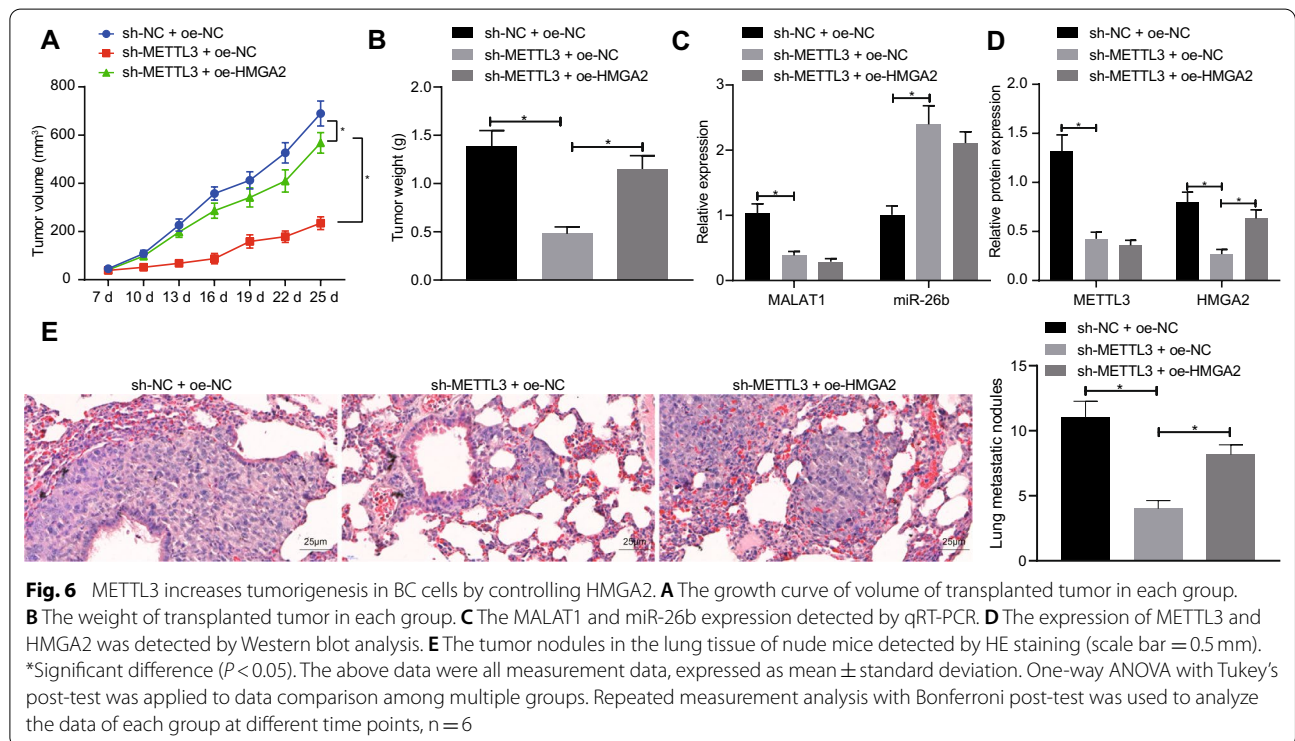 A
sh-NC + oe-NC
sh-METTL3 + oe-NC
sh-METTL3 + oe-HMGA2
Tumor volume (mm³)
800
600
400
200
0
7 d 10 d 13 d 16 d 19 d 22 d 25 d
*
*
B
sh-NC + oe-NC
sh-METTL3 + oe-NC
sh-METTL3 + oe-HMGA2
Tumor weight (g)
2.0
1.5
1.0
0.5
0.0
*
*
C
sh-NC + oe-NC
sh-METTL3 + oe-NC
sh-METTL3 + oe-HMGA2
Relative expression
3
2
1
0
*
*
MALAT1 miR-26b
D
sh-NC + oe-NC
sh-METTL3 + oe-NC
sh-METTL3 + oe-HMGA2
Relative protein expression
2.0
1.5
1.0
0.5
0.0
*
*
*
METTL3 HMGA2
E
sh-NC + oe-NC
sh-METTL3 + oe-NC
sh-METTL3 + oe-HMGA2
25μm
25μm
25μm
sh-NC + oe-NC
sh-METTL3 + oe-NC
sh-METTL3 + oe-HMGA2
Lung metastatic nodules
15
10
5
0
*
*
Fig. 6 METTL3 increases tumorigenesis in BC cells by controlling HMGA2. A The growth curve of volume of transplanted tumor in each group.
B The weight of transplanted tumor in each group. C The MALAT1 and miR-26b expression detected by qRT-PCR. D The expression of METTL3 and
HMGA2 was detected by Western blot analysis. E The tumor nodules in the lung tissue of nude mice detected by HE staining (scale bar = 0.5 mm).
*Significant difference (P < 0.05). The above data were all measurement data, expressed as mean ± standard deviation. One-way ANOVA with Tukey's
post-test was applied to data comparison among multiple groups. Repeated measurement analysis with Bonferroni post-test was used to analyze
the data of each group at different time points, n = 6